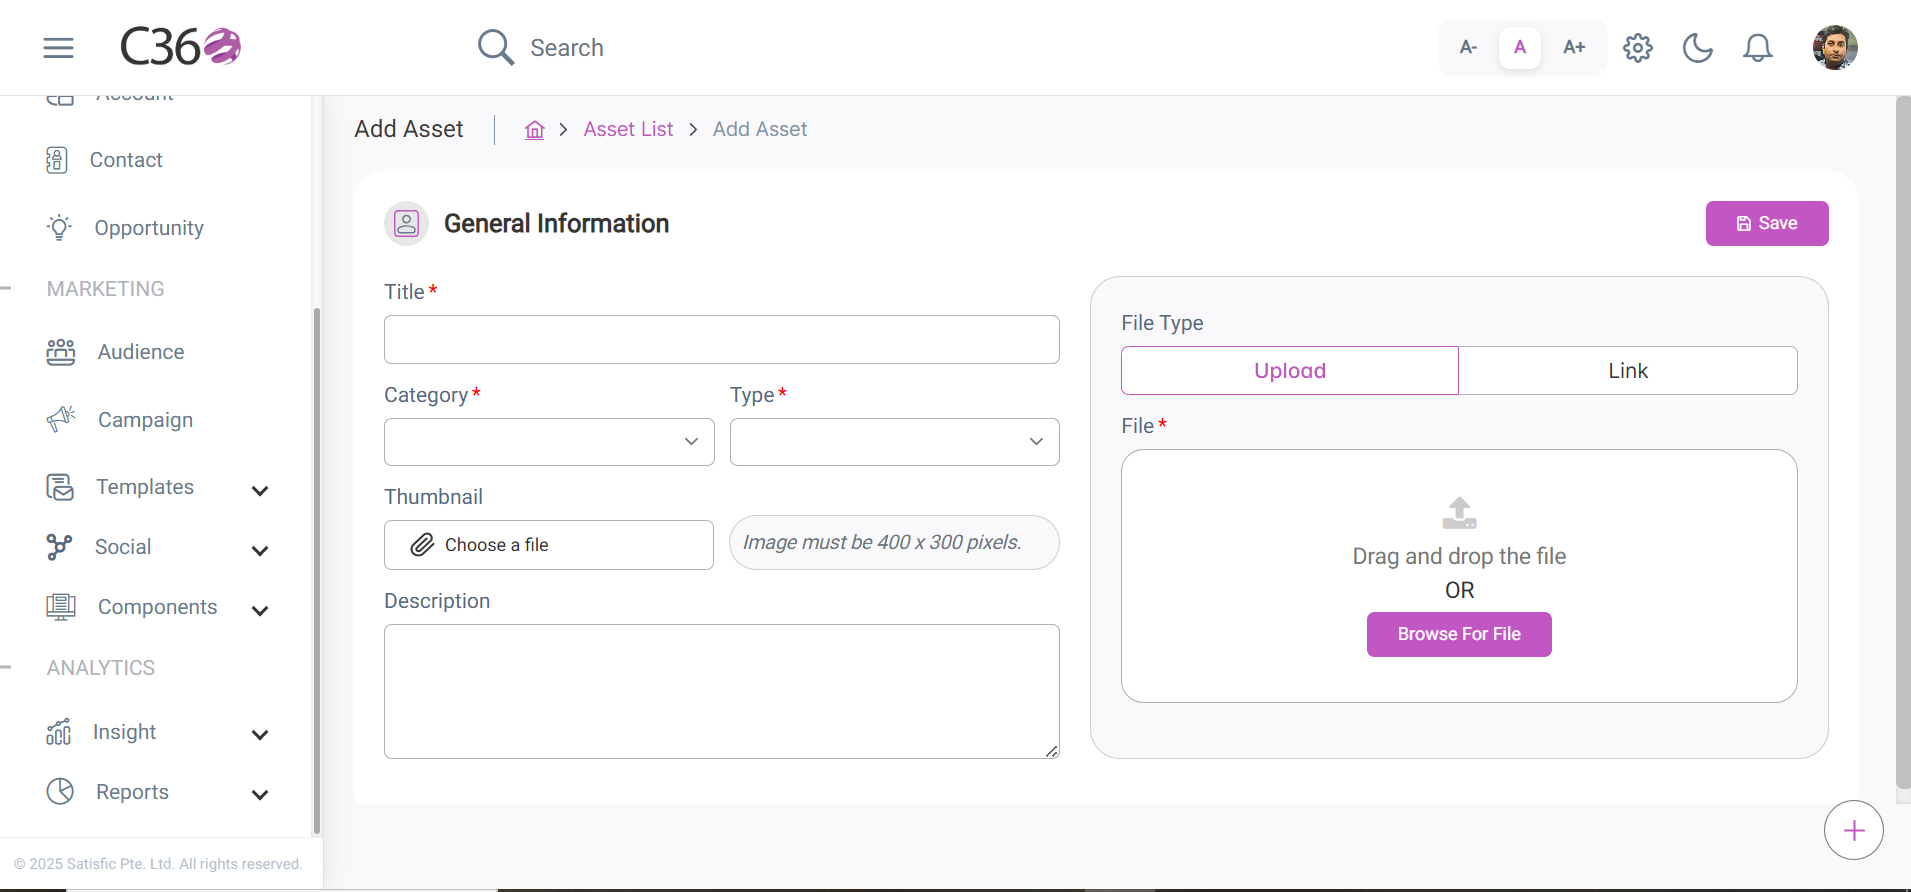 C360
Search
A-
A
A+
Account
Contact
Opportunity
MARKETING
Audience
Campaign
Templates
Social
Components
ANALYTICS
Insight
Reports
© 2025 Satisfic Pte. Ltd. All rights reserved.
Add Asset
Asset List
Add Asset
General Information
Save
Title *
Category *
Type *
Thumbnail
Choose a file
Image must be 400 x 300 pixels.
Description
File Type
Upload
Link
File *
Drag and drop the file
OR
Browse For File